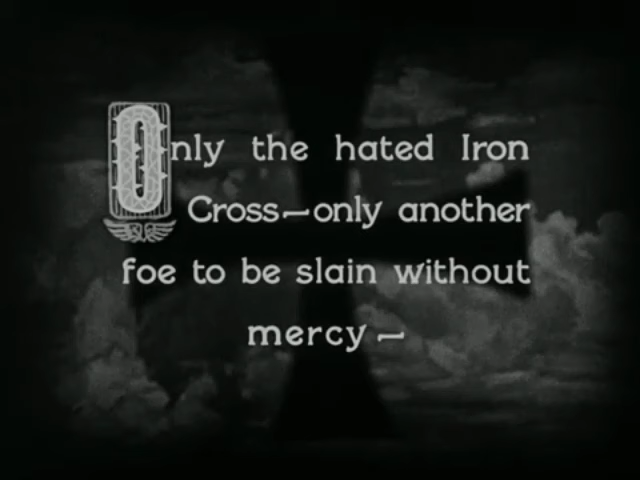 Only the hated Iron
Cross—only another
foe to be slain without
mercy—